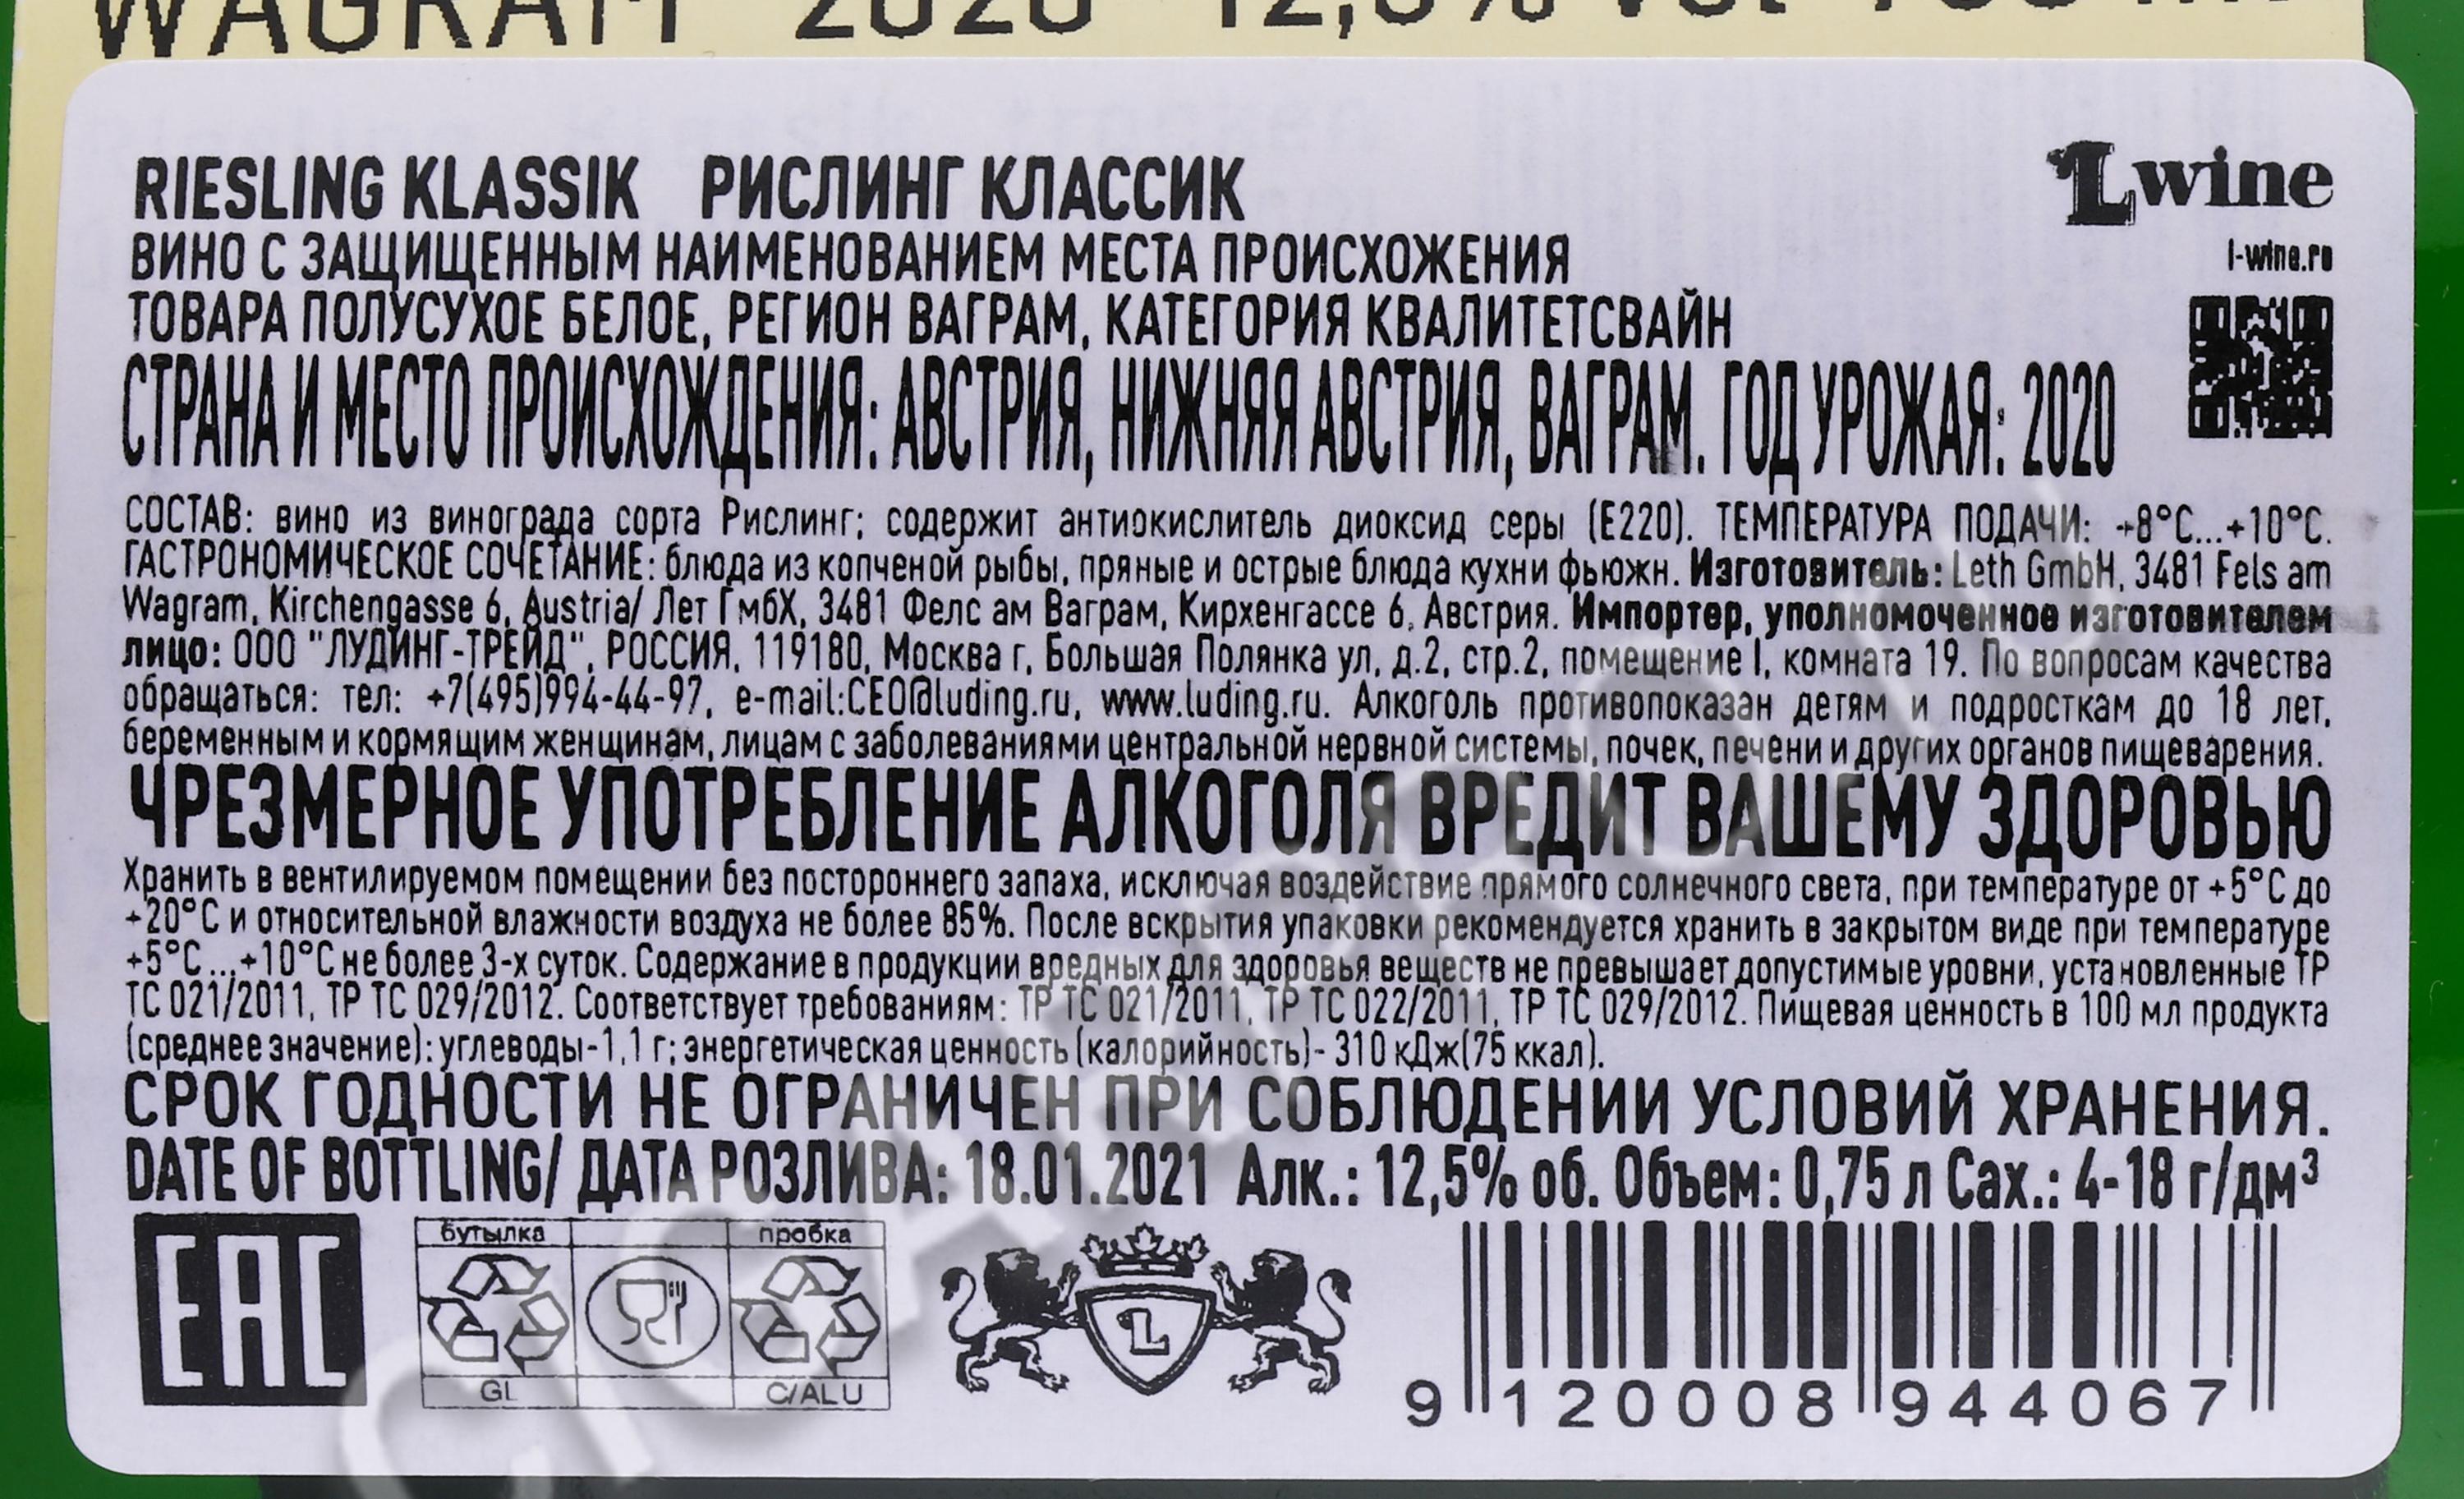 WAGRAM 2020 12,5% vol 750 ml
RIESLING KLASSIK РИСЛИНГ КЛАССИК
L wine
ВИНО С ЗАЩИЩЕННЫМ НАИМЕНОВАНИЕМ МЕСТА ПРОИСХОЖЕНИЯ
l-wine.ru
ТОВАРА ПОЛУСУХОЕ БЕЛОЕ, РЕГИОН ВАГРАМ, КАТЕГОРИЯ КВАЛИТЕТСВАЙН
СТРАНА И МЕСТО ПРОИСХОЖДЕНИЯ: АВСТРИЯ, НИЖНЯЯ АВСТРИЯ, ВАГРАМ. ГОД УРОЖАЯ: 2020
СОСТАВ: вино из винограда сорта Рислинг; содержит антиокислитель диоксид серы (Е220). ТЕМПЕРАТУРА ПОДАЧИ: +8°C...+10°C.
ГАСТРОНОМИЧЕСКОЕ СОЧЕТАНИЕ: блюда из копченой рыбы, пряные и острые блюда кухни фьюжн. Изготовитель: Leth GmbH, 3481 Fels am
Wagram, Kirchengasse 6, Austria/ Лет ГмбХ, 3481 Фелс ам Ваграм, Кирхенгассе 6, Австрия. Импортер, уполномоченное изготовителем
лицо: ООО "ЛУДИНГ-ТРЕЙД", РОССИЯ, 119180, Москва г, Большая Полянка ул, д.2, стр.2, помещение I, комната 19. По вопросам качества
обращаться: тел: +7(495)994-44-97, e-mail:CEO@luding.ru, www.luding.ru. Алкоголь противопоказан детям и подросткам до 18 лет,
беременным и кормящим женщинам, лицам с заболеваниями центральной нервной системы, почек, печени и других органов пищеварения.
ЧРЕЗМЕРНОЕ УПОТРЕБЛЕНИЕ АЛКОГОЛЯ ВРЕДИТ ВАШЕМУ ЗДОРОВЬЮ
Хранить в вентилируемом помещении без постороннего запаха, исключая воздействие прямого солнечного света, при температуре от +5°C до
+20°C и относительной влажности воздуха не более 85%. После вскрытия упаковки рекомендуется хранить в закрытом виде при температуре
+5°C...+10°C не более 3-х суток. Содержание в продукции вредных для здоровья веществ не превышает допустимые уровни, установленные ТР
ТС 021/2011, ТР ТС 029/2012. Соответствует требованиям: ТР ТС 021/2011, ТР ТС 022/2011, ТР ТС 029/2012. Пищевая ценность в 100 мл продукта
(среднее значение): углеводы-1,1 г; энергетическая ценность (калорийность)- 310 кДж(75 ккал).
СРОК ГОДНОСТИ НЕ ОГРАНИЧЕН ПРИ СОБЛЮДЕНИИ УСЛОВИЙ ХРАНЕНИЯ.
DATE OF BOTTLING/ ДАТА РОЗЛИВА: 18.01.2021 Алк.: 12,5% об. Объем: 0,75 л Сах.: 4-18 г/дм³
EAC
бутылка пробка
L
GL C/ALU
9 120008 944067